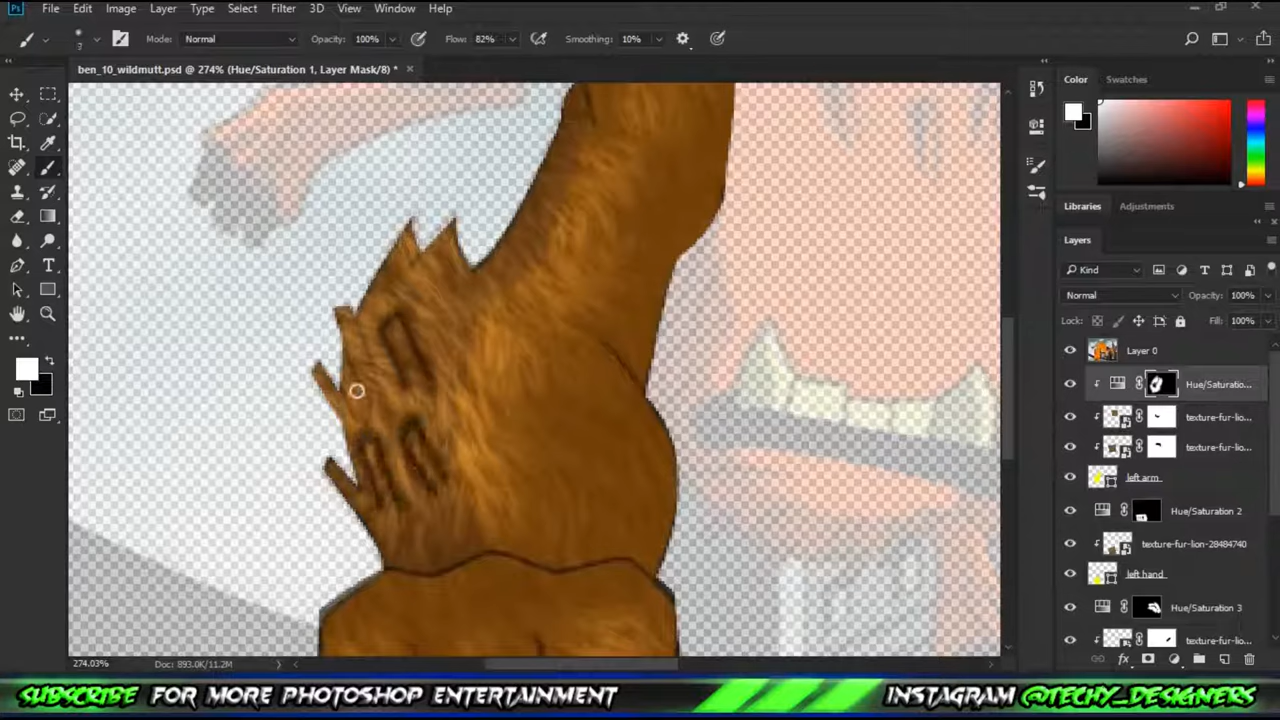 Ps File Edit Image Layer Type Select Filter 3D View Window Help
3 Mode: Normal Opacity: 100% Flow: 82% Smoothing: 10%
ben_10_wildmutt.psd @ 274% (Hue/Saturation 1, Layer Mask/8) *
Color Swatches
Libraries Adjustments
Layers
Kind
Normal Opacity: 100%
Lock: Fill: 100%
Layer 0
Hue/Saturatio...
texture-fur-lio...
texture-fur-lio...
left arm
Hue/Saturation 2
texture-fur-lion-28484740
left hand
Hue/Saturation 3
texture-fur-lio...
274.03% Doc: 893.0K/11.2M
SUBSCRIBE FOR MORE PHOTOSHOP ENTERTAINMENT INSTAGRAM @TECHY_DESIGNERS